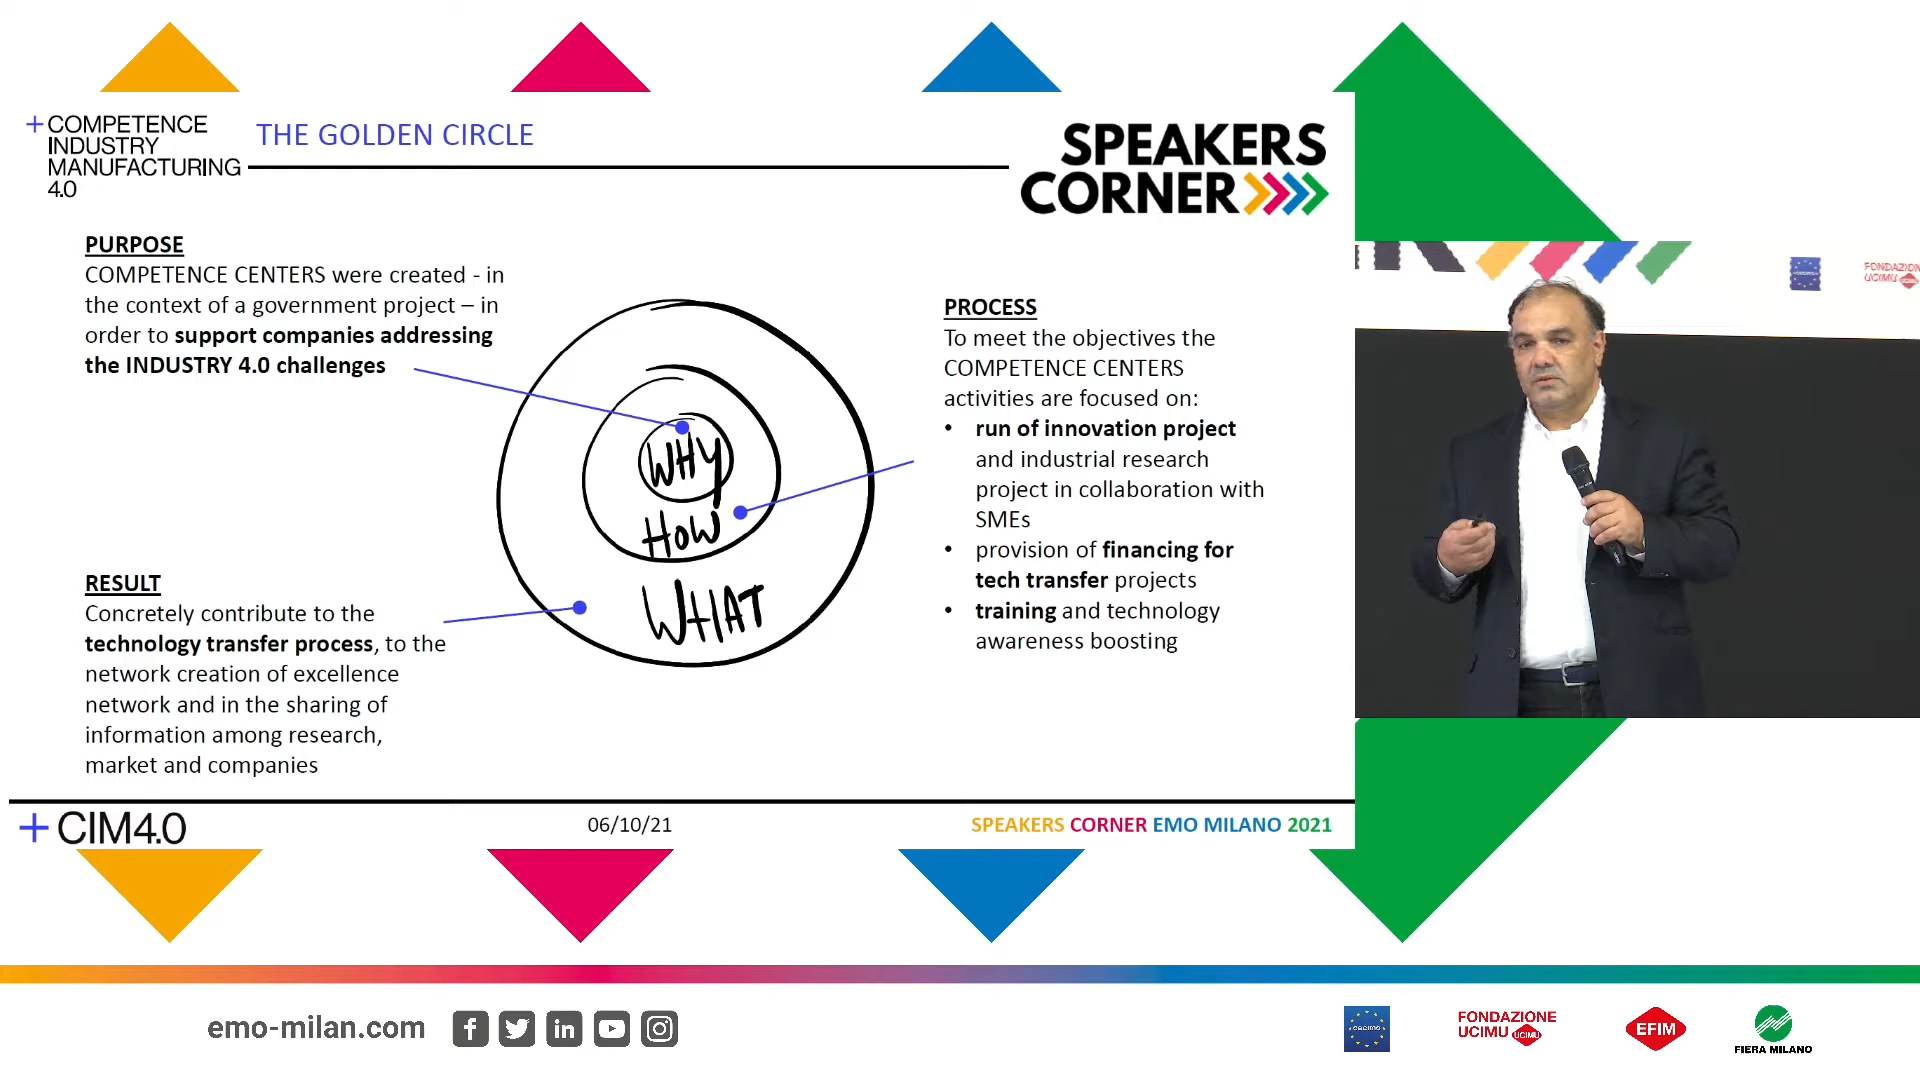 + COMPETENCE
INDUSTRY
MANUFACTURING
4.0
THE GOLDEN CIRCLE
SPEAKERS
CORNER
PURPOSE
COMPETENCE CENTERS were created - in
the context of a government project – in
order to support companies addressing
the INDUSTRY 4.0 challenges
RESULT
Concretely contribute to the
technology transfer process, to the
network creation of excellence
network and in the sharing of
information among research,
market and companies
WHY
HOW
WHAT
PROCESS
To meet the objectives the
COMPETENCE CENTERS
activities are focused on:
• run of innovation project
and industrial research
project in collaboration with
SMEs
• provision of financing for
tech transfer projects
• training and technology
awareness boosting
FONDAZION
UCIMU
+ CIM4.0
06/10/21
SPEAKERS CORNER EMO MILANO 2021
emo-milan.com
cecimo
FONDAZIONE
UCIMU UCIMU
EFIM
FIERA MILANO